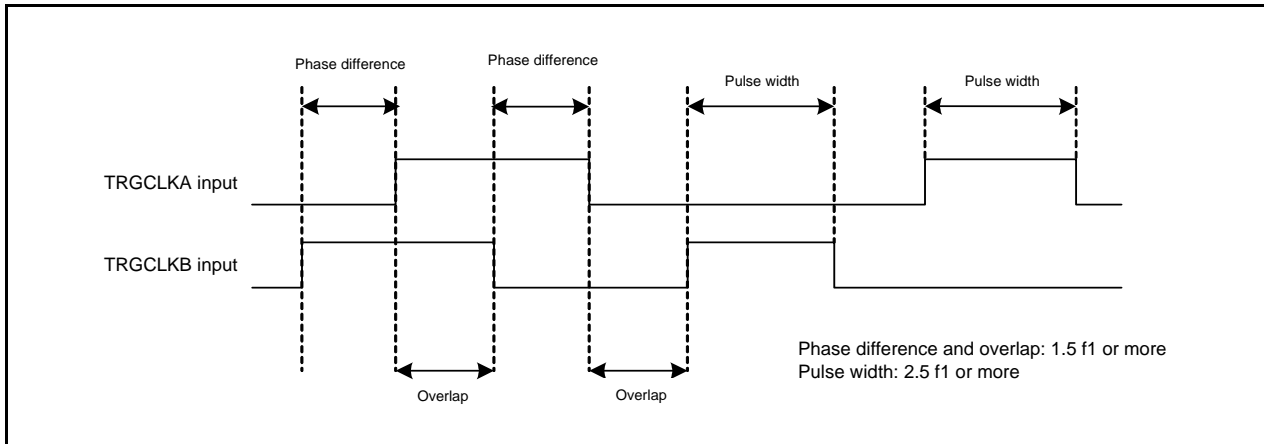 Phase difference
Phase difference
Pulse width
Pulse width
TRGCLKA input
TRGCLKB input
Phase difference and overlap: 1.5 f1 or more
Pulse width: 2.5 f1 or more
Overlap
Overlap